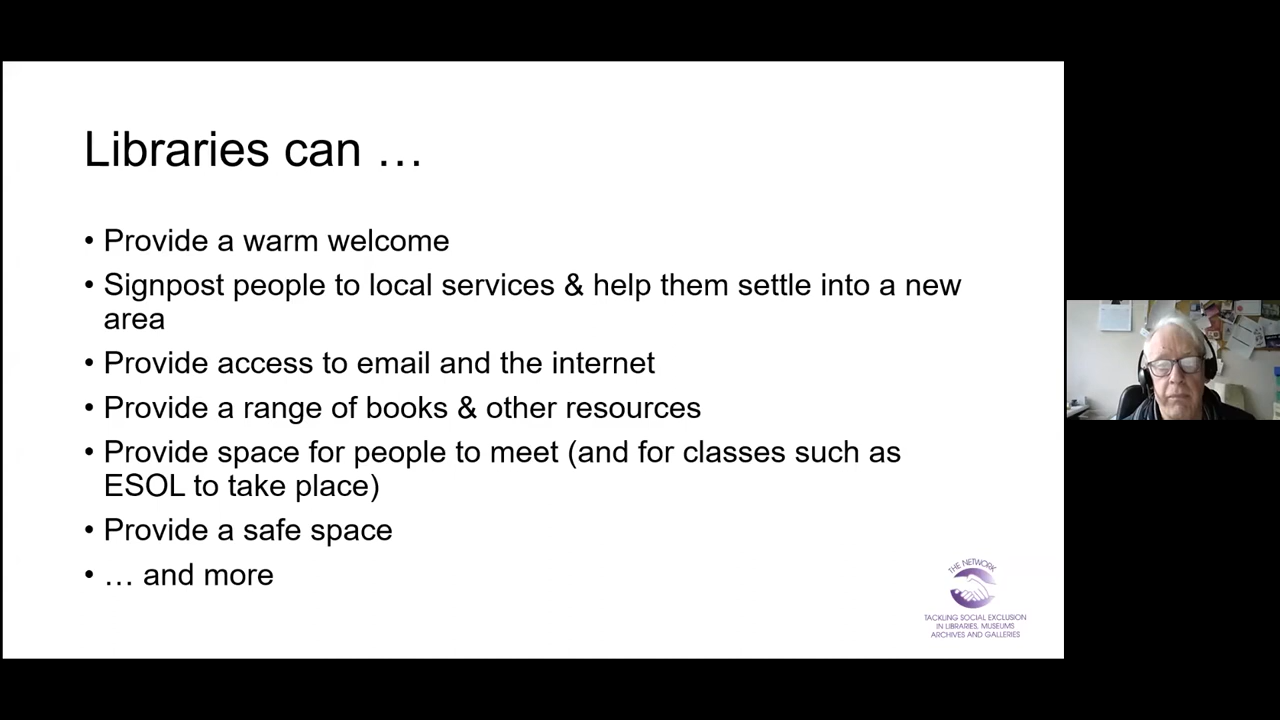 Libraries can …
• Provide a warm welcome
• Signpost people to local services & help them settle into a new
area
• Provide access to email and the internet
• Provide a range of books & other resources
• Provide space for people to meet (and for classes such as
ESOL to take place)
• Provide a safe space
• … and more
THE NETWORK
TACKLING SOCIAL EXCLUSION
IN LIBRARIES, MUSEUMS
ARCHIVES AND GALLERIES